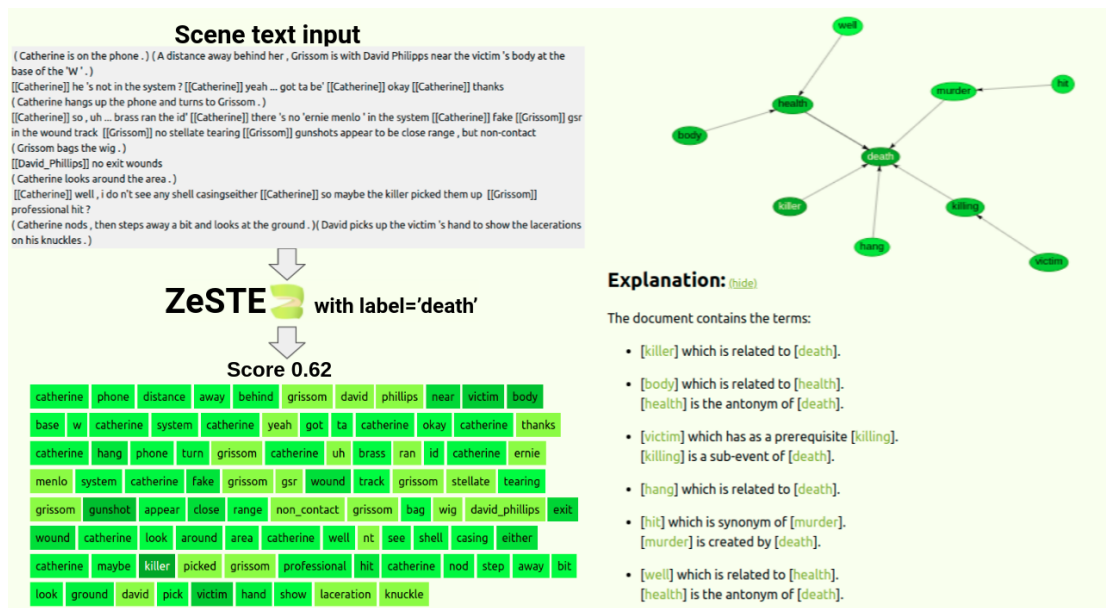 Scene text input
( Catherine is on the phone . ) ( A distance away behind her , Grissom is with David Philipps near the victim 's body at the
base of the 'W ' . )
[[Catherine]] he 's not in the system ? [[Catherine]] yeah ... got ta be' [[Catherine]] okay [[Catherine]] thanks
( Catherine hangs up the phone and turns to Grissom . )
[[Catherine]] so , uh ... brass ran the id' [[Catherine]] there 's no 'ernie menlo ' in the system [[Catherine]] fake [[Grissom]] gsr
in the wound track [[Grissom]] no stellate tearing [[Grissom]] gunshots appear to be close range , but non-contact
( Grissom bags the wig . )
[[David_Phillips]] no exit wounds
( Catherine looks around the area . )
[[Catherine]] well , i do n't see any shell casingseither [[Catherine]] so maybe the killer picked them up [[Grissom]]
professional hit ?
( Catherine nods , then steps away a bit and looks at the ground . )( David picks up the victim 's hand to show the lacerations
on his knuckles . )
ZeSTE with label='death'
Score 0.62
catherine phone distance away behind grissom david phillips near victim body
base w catherine system catherine yeah got ta catherine okay catherine thanks
catherine hang phone turn grissom catherine uh brass ran id catherine ernie
menlo system catherine fake grissom gsr wound track grissom stellate tearing
grissom gunshot appear close range non_contact grissom bag wig david_phillips exit
wound catherine look around area catherine well nt see shell casing either
catherine maybe killer picked grissom professional hit catherine nod step away bit
look ground david pick victim hand show laceration knuckle
well
health
murder
hit
body
death
killer
killing
hang
victim
Explanation: (hide)
The document contains the terms:
• [killer] which is related to [death].
• [body] which is related to [health].
[health] is the antonym of [death].
• [victim] which has as a prerequisite [killing].
[killing] is a sub-event of [death].
• [hang] which is related to [death].
• [hit] which is synonym of [murder].
[murder] is created by [death].
• [well] which is related to [health].
[health] is the antonym of [death].